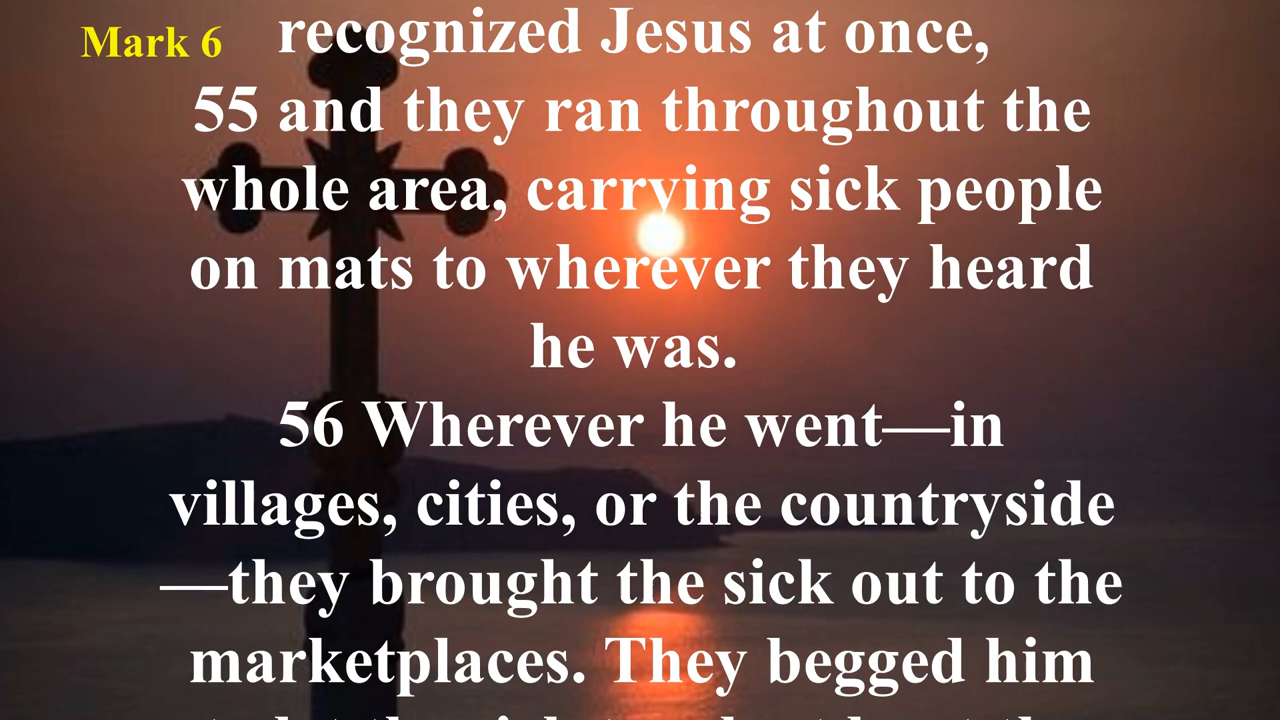 Mark 6
recognized Jesus at once,
55 and they ran throughout the
whole area, carrying sick people
on mats to wherever they heard
he was.
56 Wherever he went—in
villages, cities, or the countryside
—they brought the sick out to the
marketplaces. They begged him